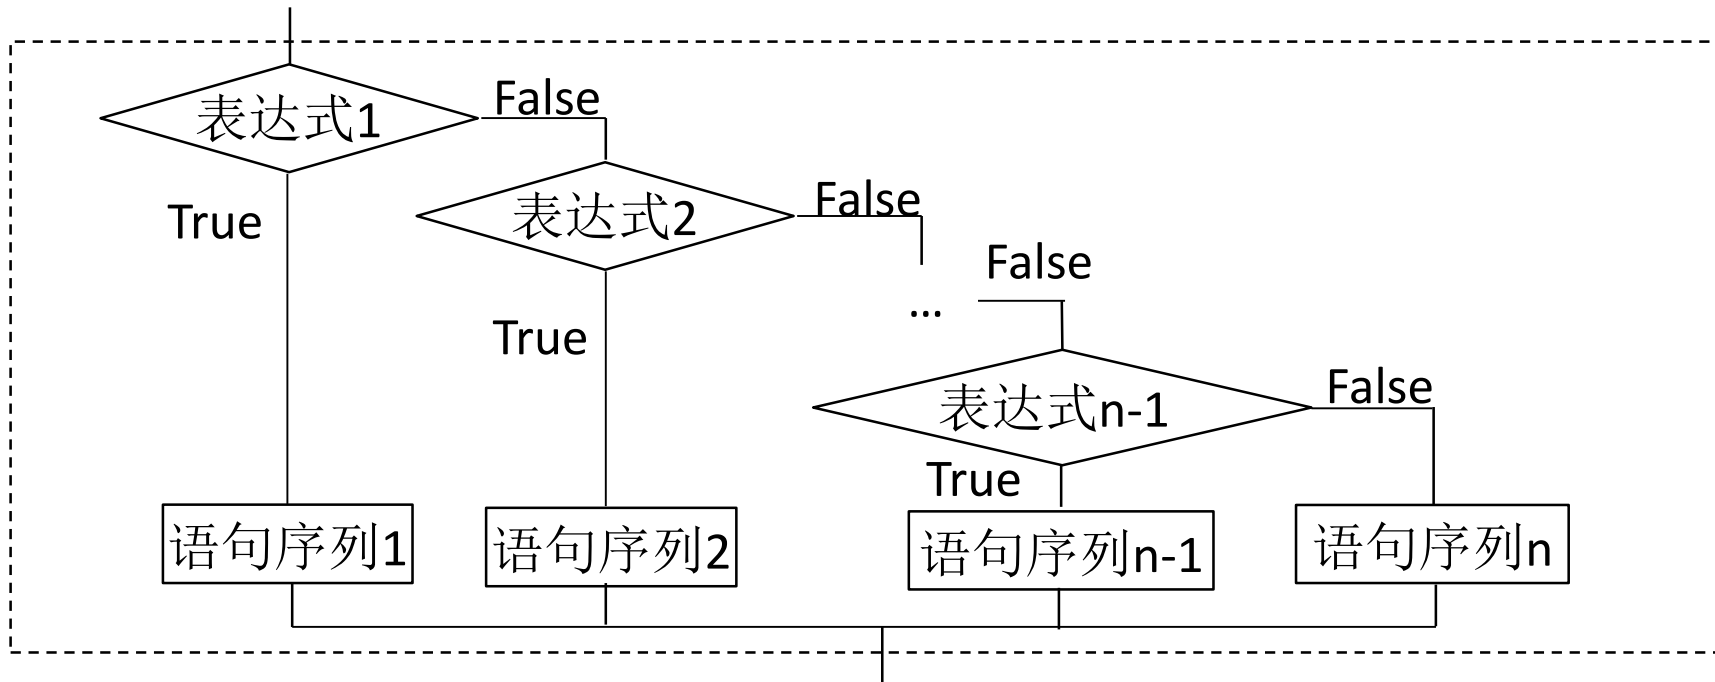 表达式1
False
True
表达式2
False
True
...
False
表达式n-1
False
True
语句序列1
语句序列2
语句序列n-1
语句序列n